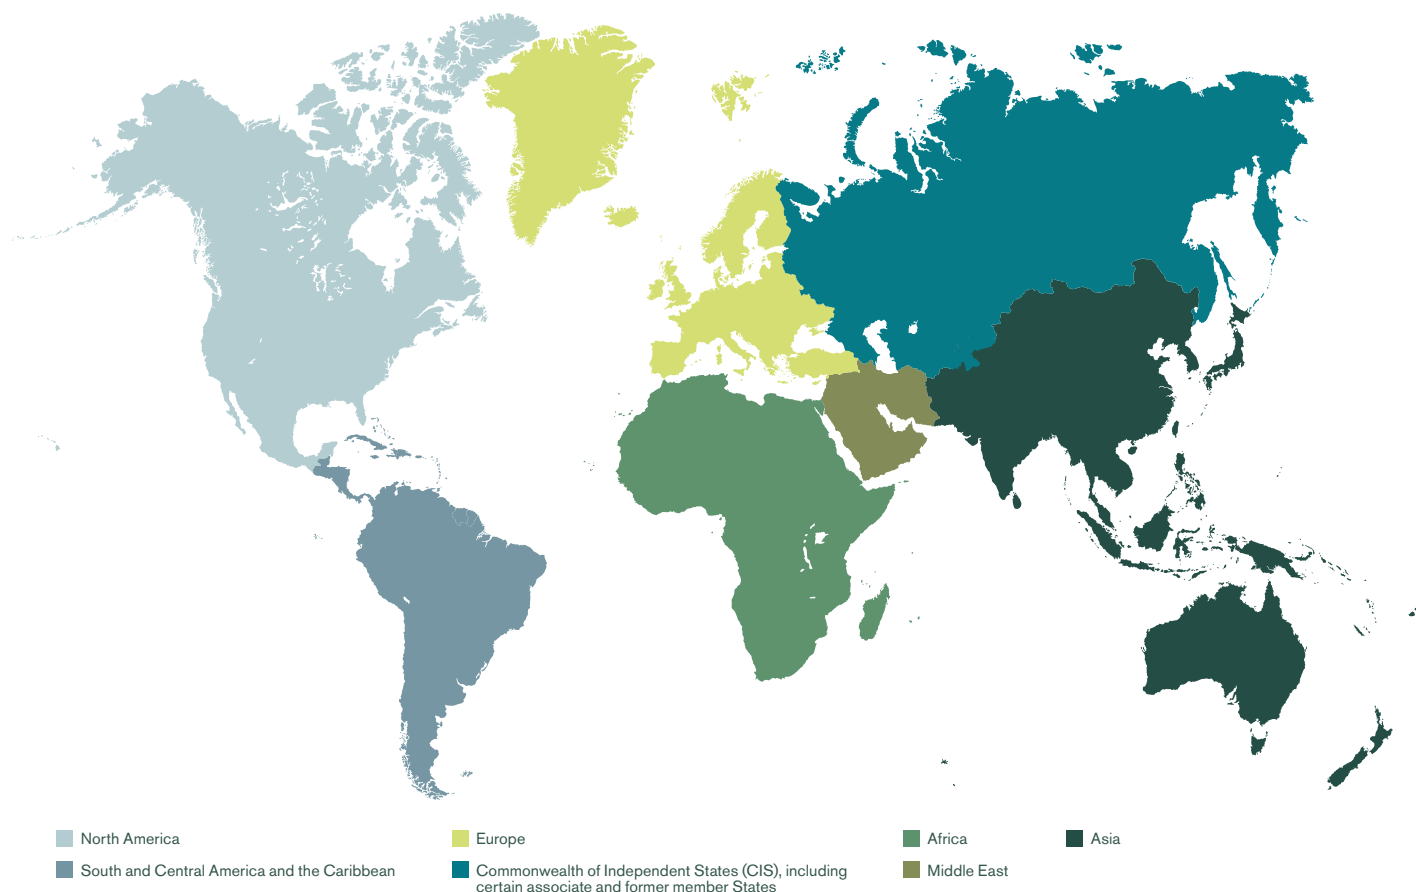 North America
South and Central America and the Caribbean
Europe
Commonwealth of Independent States (CIS), including
certain associate and former member States
Africa
Middle East
Asia